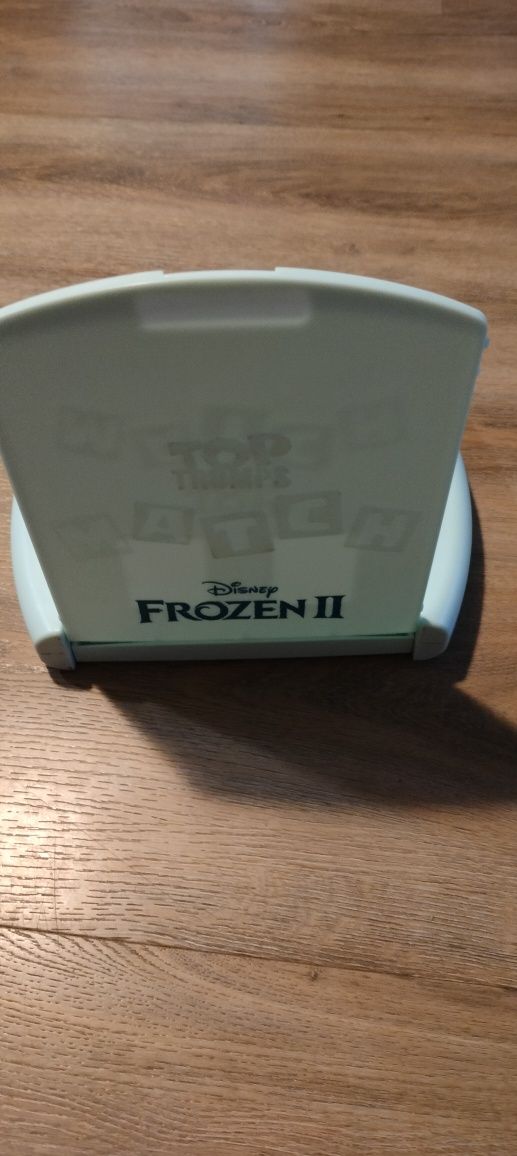 TOP
TRUMPS
MATCH
Disney
FROZEN II